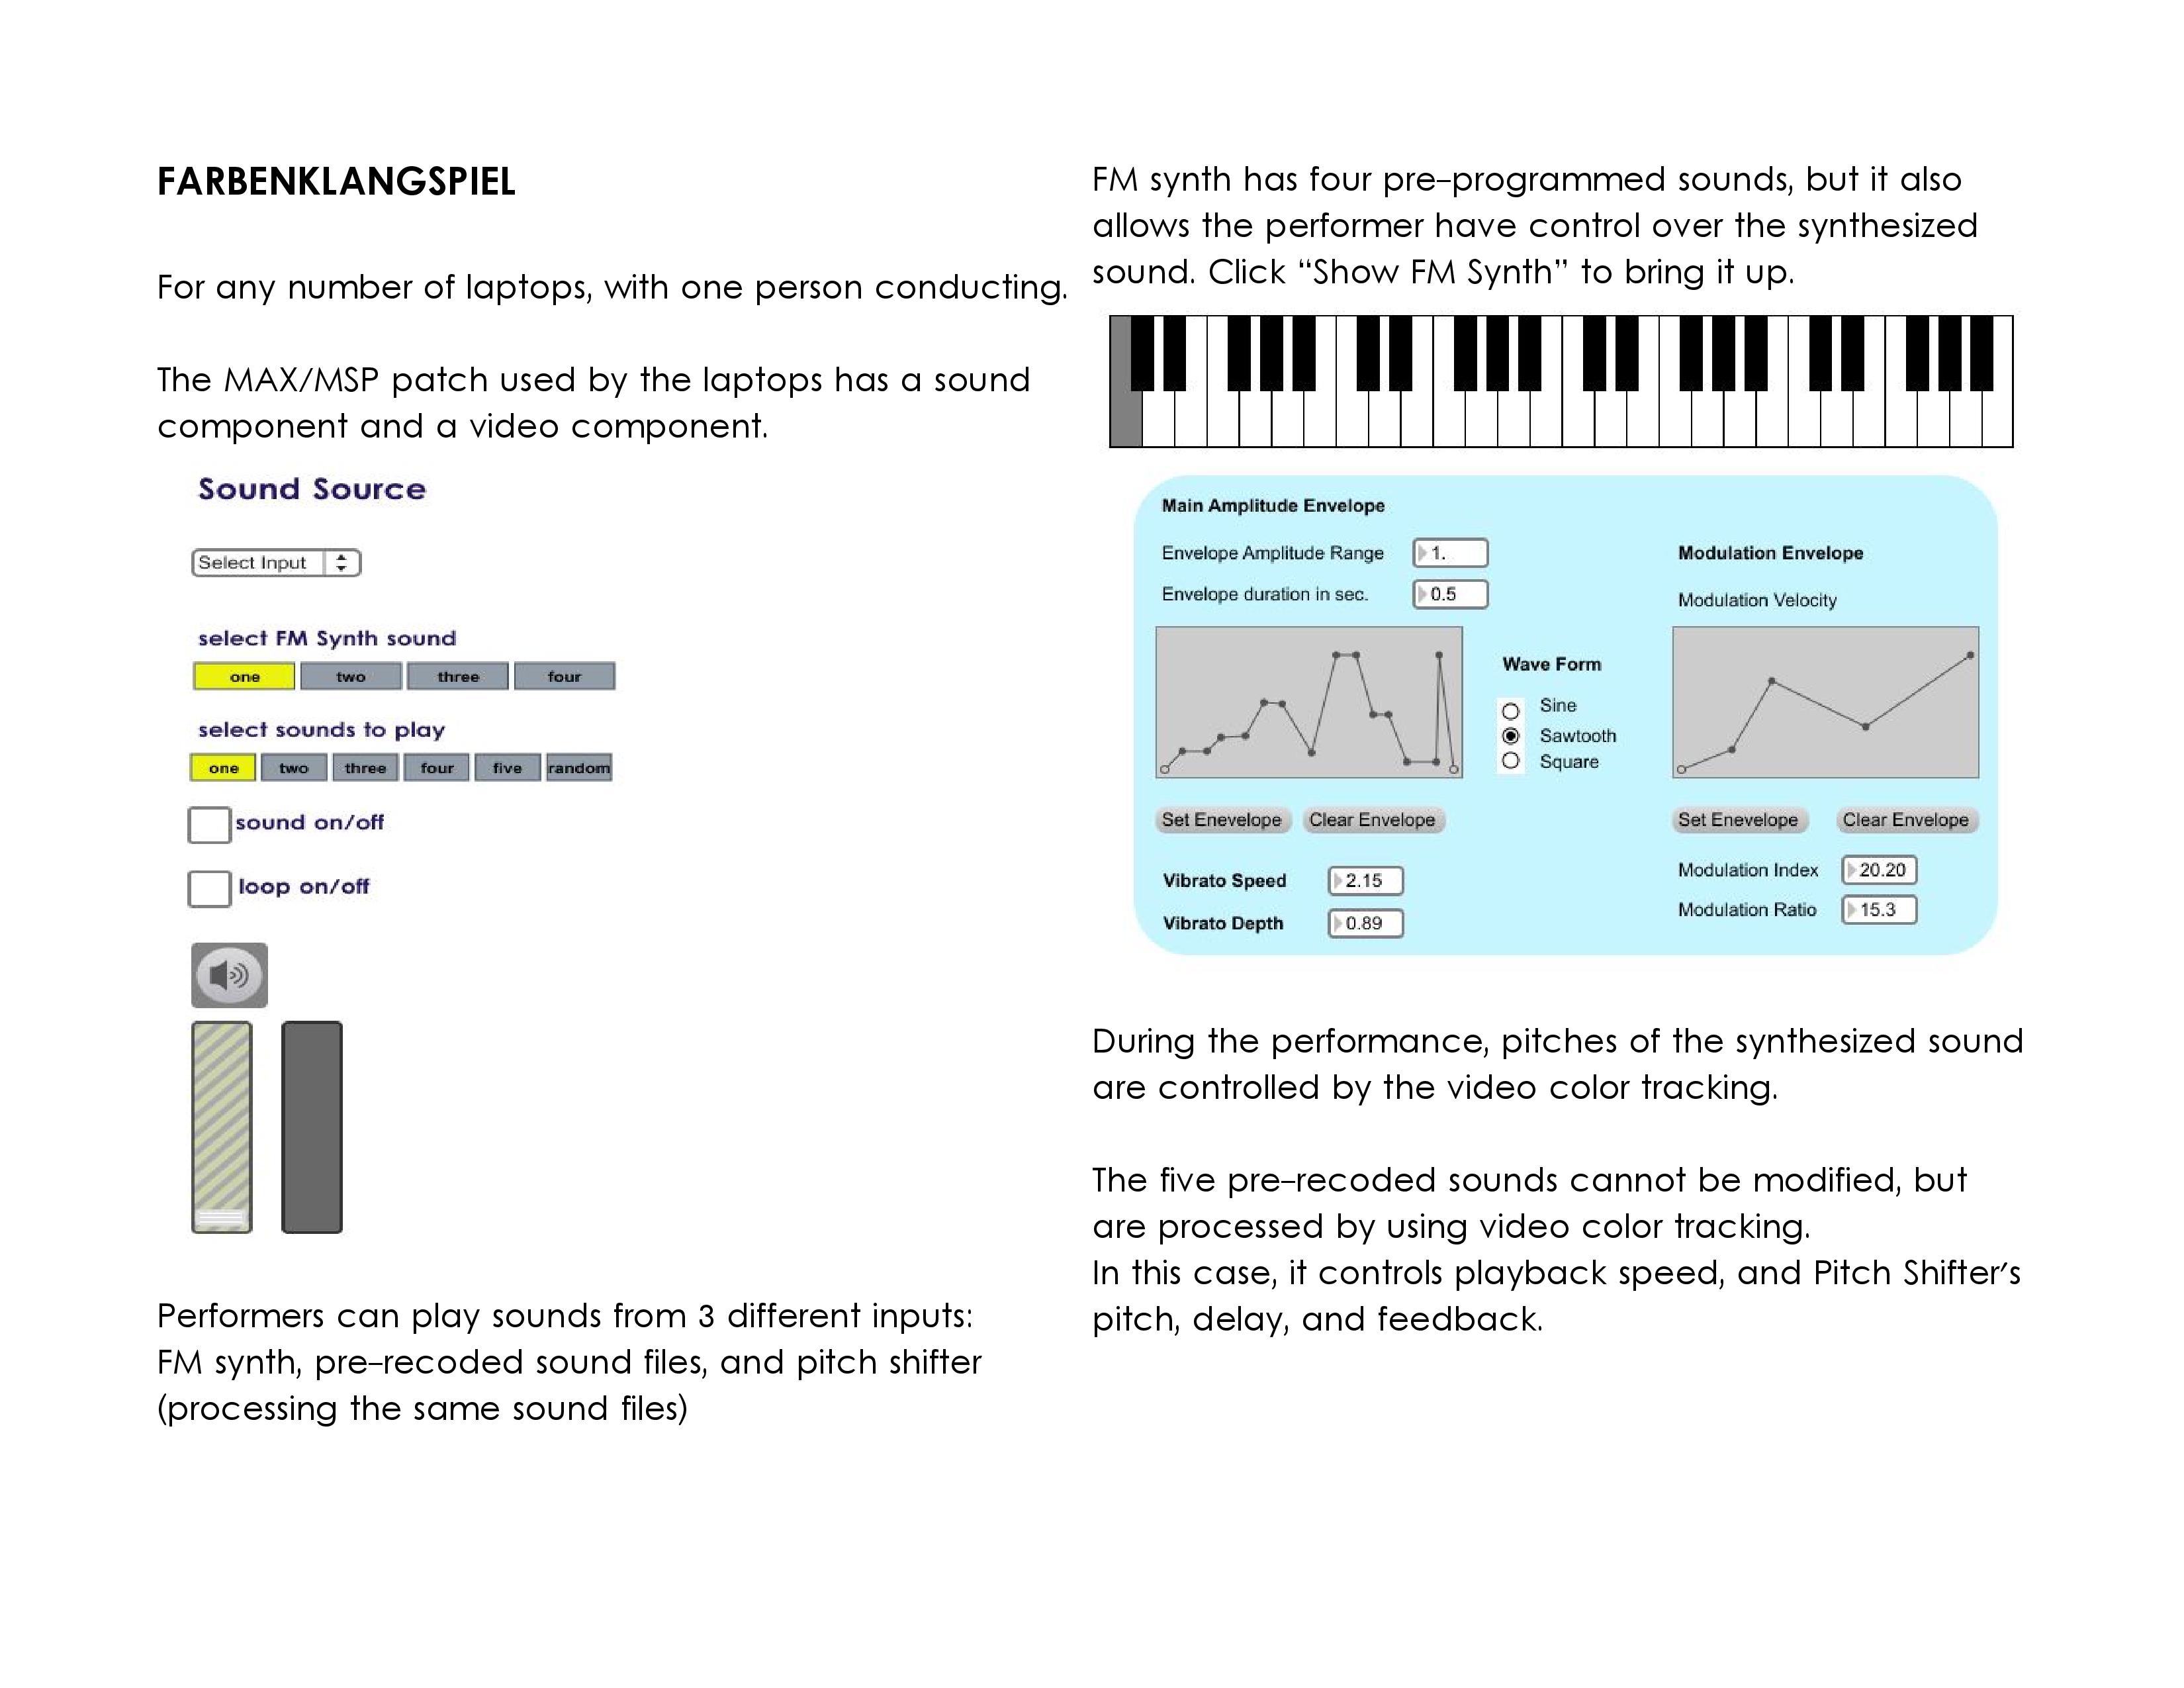 FARBENKLANGSPIEL
For any number of laptops, with one person conducting.
The MAX/MSP patch used by the laptops has a sound
component and a video component.
Sound Source
Select Input
select FM Synth sound
one two three four
select sounds to play
one two three four five random
sound on/off
loop on/off
Performers can play sounds from 3 different inputs:
FM synth, pre-recoded sound files, and pitch shifter
(processing the same sound files)
FM synth has four pre-programmed sounds, but it also
allows the performer have control over the synthesized
sound. Click “Show FM Synth” to bring it up.
Main Amplitude Envelope
Envelope Amplitude Range 1.
Envelope duration in sec. 0.5
Wave Form
Sine
Sawtooth
Square
Set Enevelope Clear Envelope
Vibrato Speed 2.15
Vibrato Depth 0.89
Modulation Envelope
Modulation Velocity
Set Enevelope Clear Envelope
Modulation Index 20.20
Modulation Ratio 15.3
During the performance, pitches of the synthesized sound
are controlled by the video color tracking.
The five pre-recoded sounds cannot be modified, but
are processed by using video color tracking.
In this case, it controls playback speed, and Pitch Shifter's
pitch, delay, and feedback.